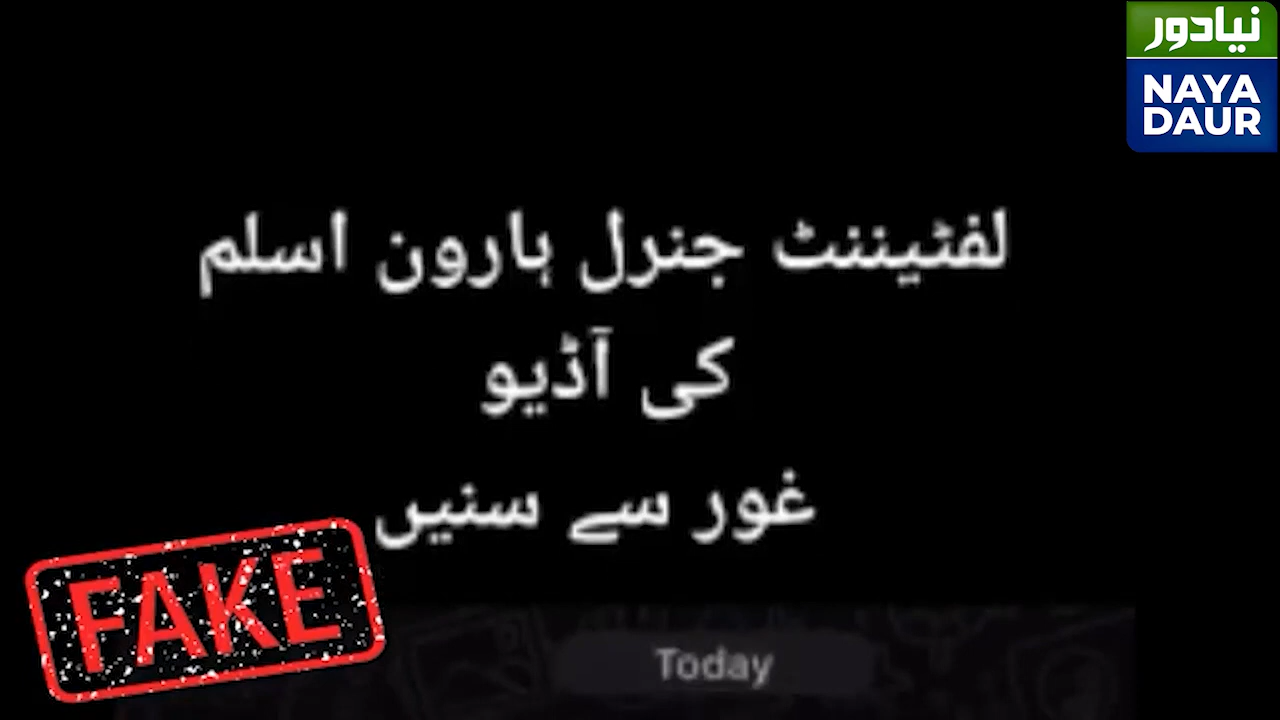 نیادور
NAYA
DAUR
لفٹیننٹ جنرل ہارون اسلم
کی آڈیو
غور سے سنیں
FAKE
Today